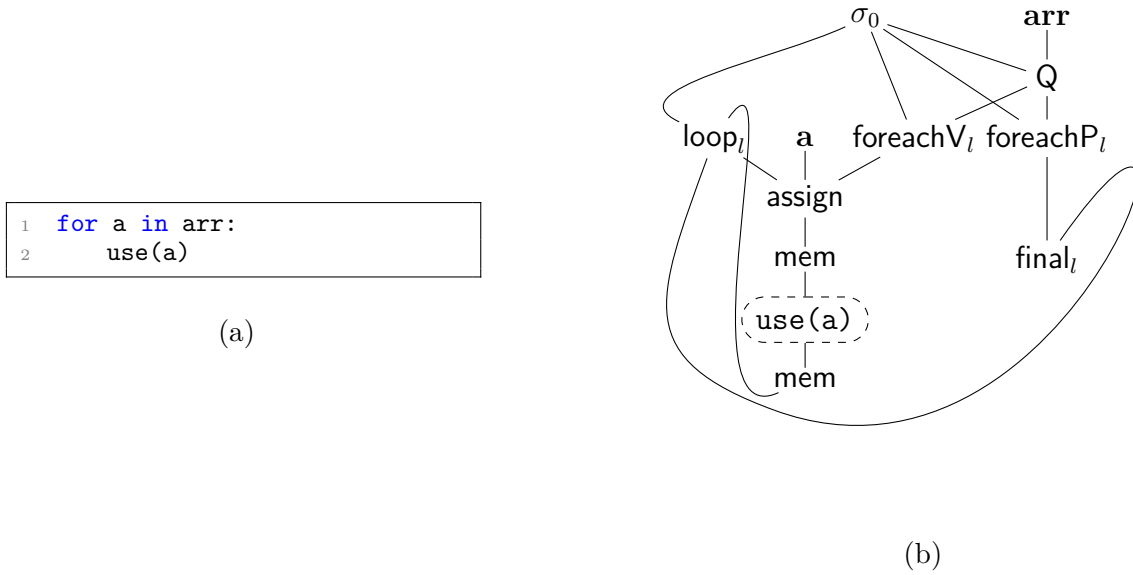 1 for a in arr:
2 use(a)
(a)
σ₀ arr
Q
loopₗ a foreachVₗ foreachPₗ
assign
mem finalₗ
use(a)
mem
(b)